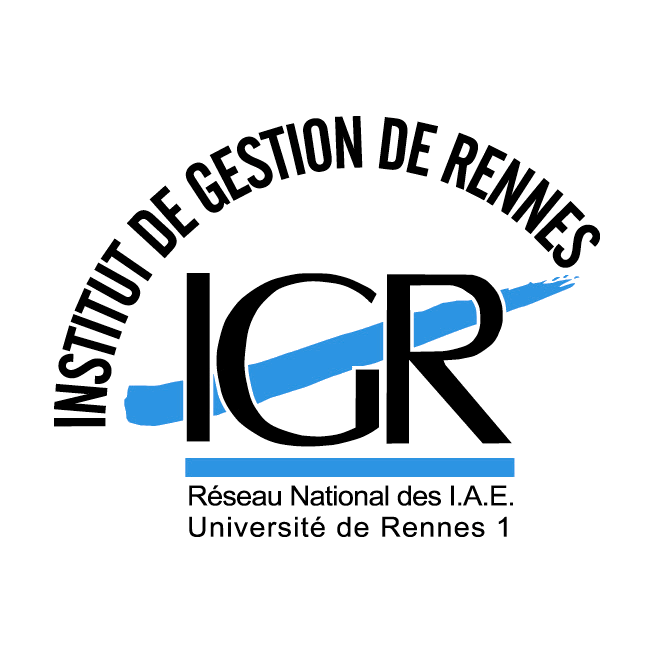 INSTITUT DE GESTION DE RENNES
IGR
Réseau National des I.A.E.
Université de Rennes 1